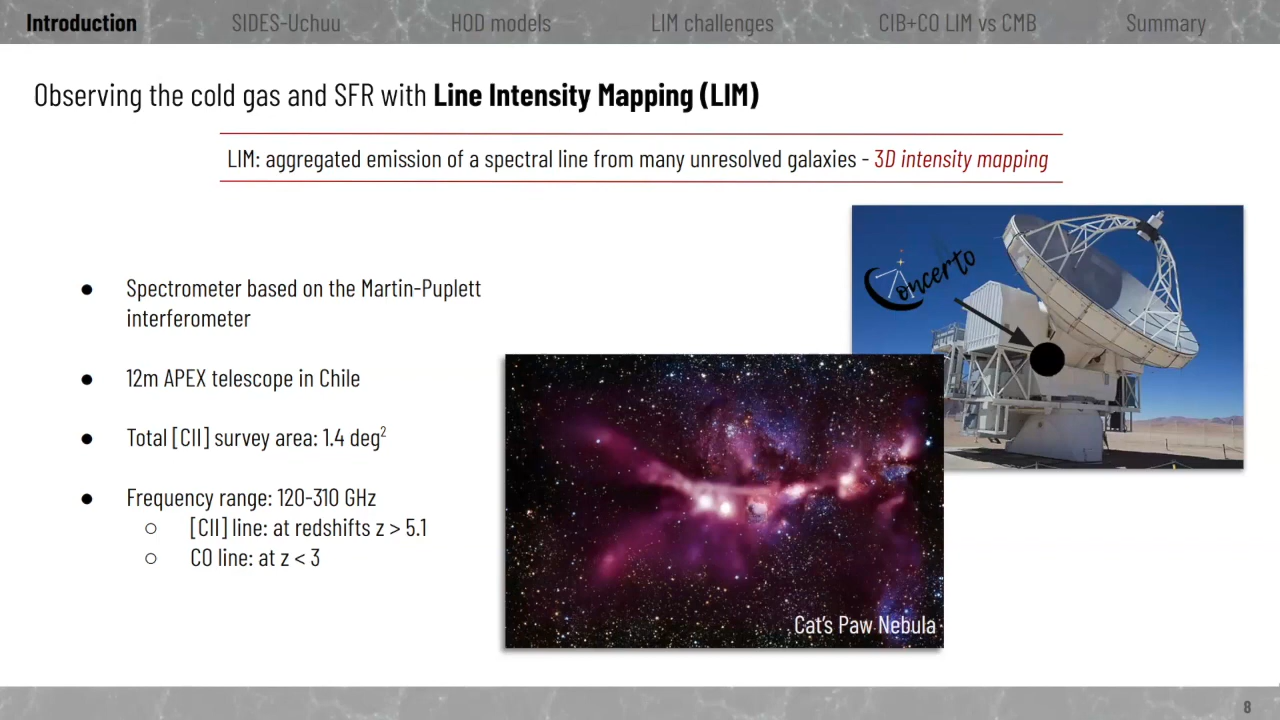 Introduction SIDES-Uchuu HOD models LIM challenges CIB+CO LIM vs CMB Summary
Observing the cold gas and SFR with Line Intensity Mapping (LIM)
LIM: aggregated emission of a spectral line from many unresolved galaxies - 3D intensity mapping
● Spectrometer based on the Martin-Puplett
interferometer
● 12m APEX telescope in Chile
● Total [CII] survey area: 1.4 deg²
● Frequency range: 120-310 GHz
○ [CII] line: at redshifts z > 5.1
○ CO line: at z < 3
Concerto
Cat's Paw Nebula
8